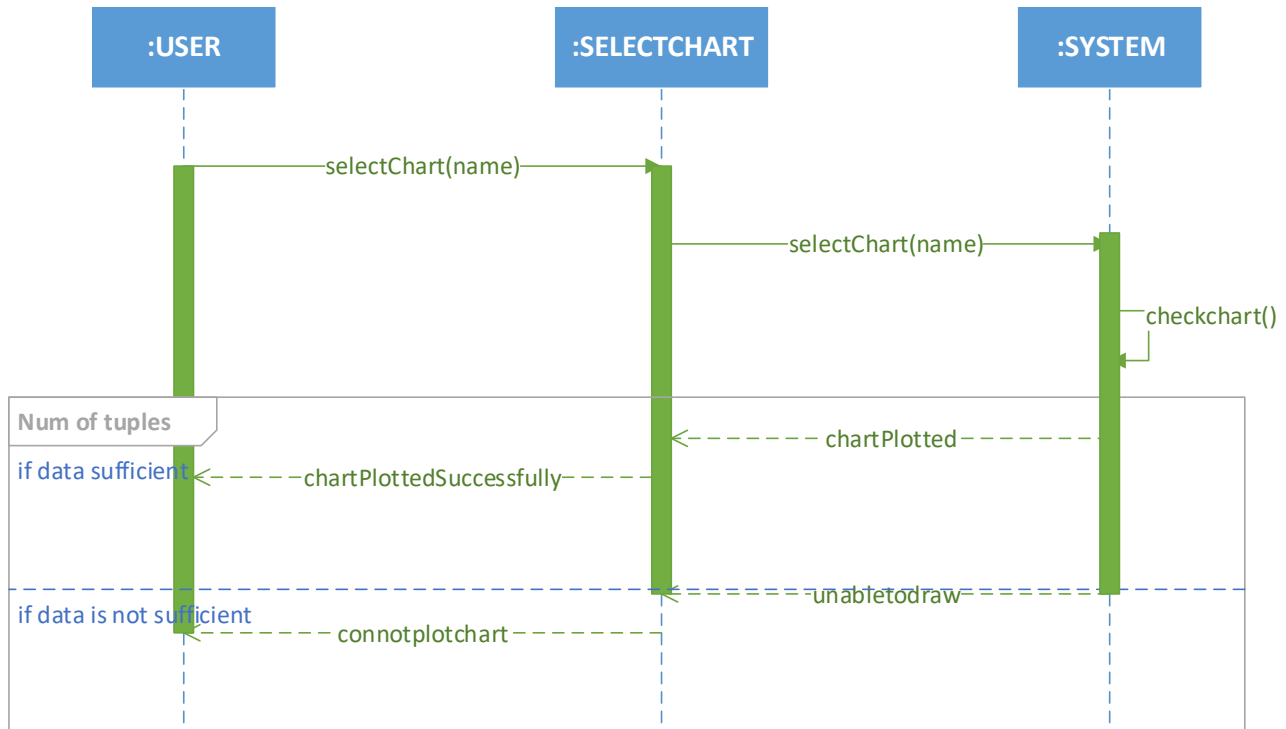 :USER
:SELECTCHART
:SYSTEM
selectChart(name)
selectChart(name)
checkchart()
Num of tuples
chartPlotted
if data sufficient
chartPlottedSuccessfully
unabletodraw
if data is not sufficient
connotplotchart